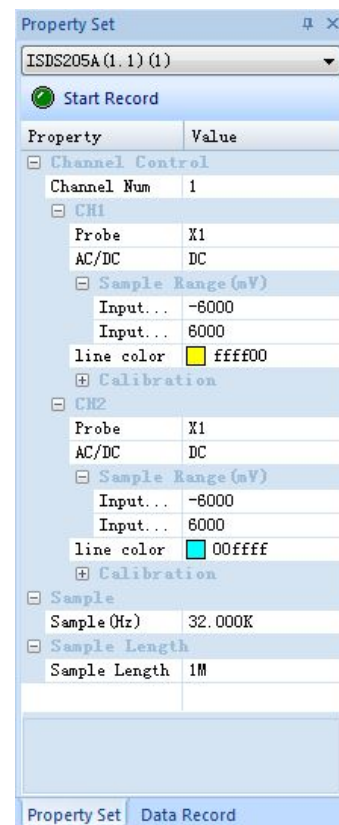 Property Set
ISDS205A(1.1)(1)
Start Record
Property Value
Channel Control
Channel Num 1
CH1
Probe X1
AC/DC DC
Sample Range(mV)
Input... -6000
Input... 6000
line color ffff00
Calibration
CH2
Probe X1
AC/DC DC
Sample Range(mV)
Input... -6000
Input... 6000
line color 00ffff
Calibration
Sample
Sample(Hz) 32.000K
Sample Length
Sample Length 1M
Property Set Data Record